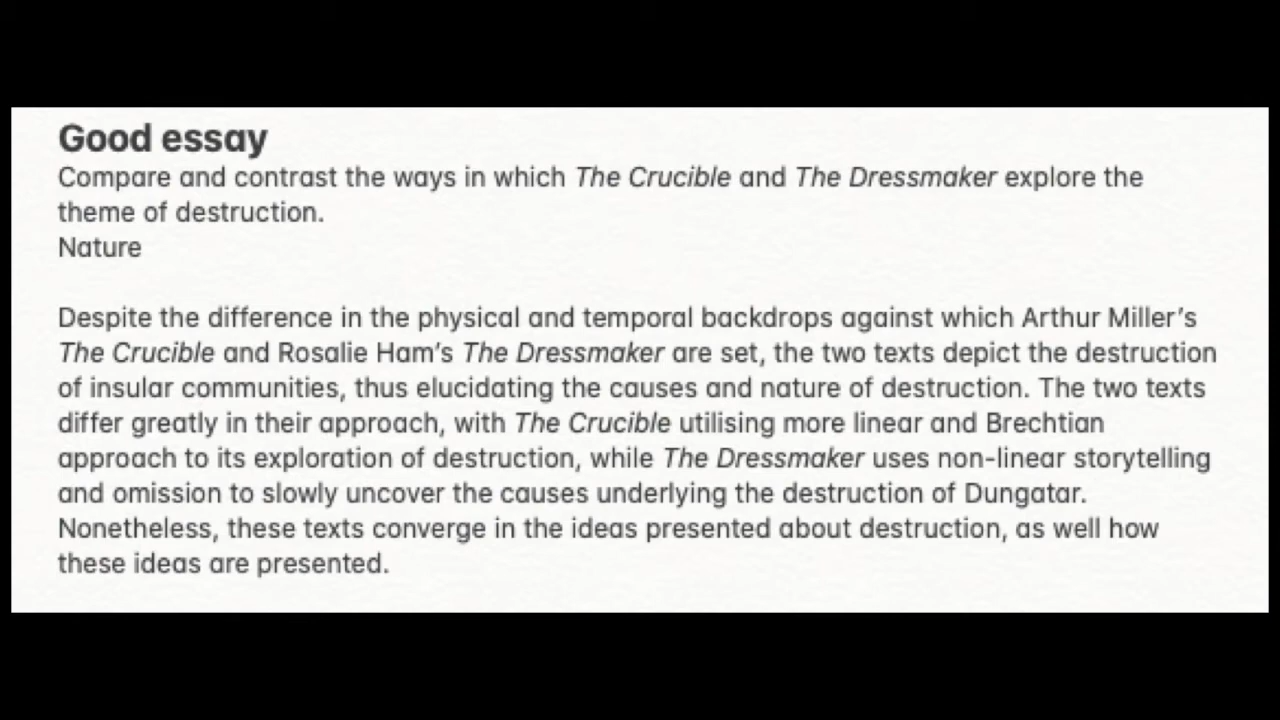 Good essay
Compare and contrast the ways in which The Crucible and The Dressmaker explore the
theme of destruction.
Nature
Despite the difference in the physical and temporal backdrops against which Arthur Miller’s
The Crucible and Rosalie Ham’s The Dressmaker are set, the two texts depict the destruction
of insular communities, thus elucidating the causes and nature of destruction. The two texts
differ greatly in their approach, with The Crucible utilising more linear and Brechtian
approach to its exploration of destruction, while The Dressmaker uses non-linear storytelling
and omission to slowly uncover the causes underlying the destruction of Dungatar.
Nonetheless, these texts converge in the ideas presented about destruction, as well how
these ideas are presented.